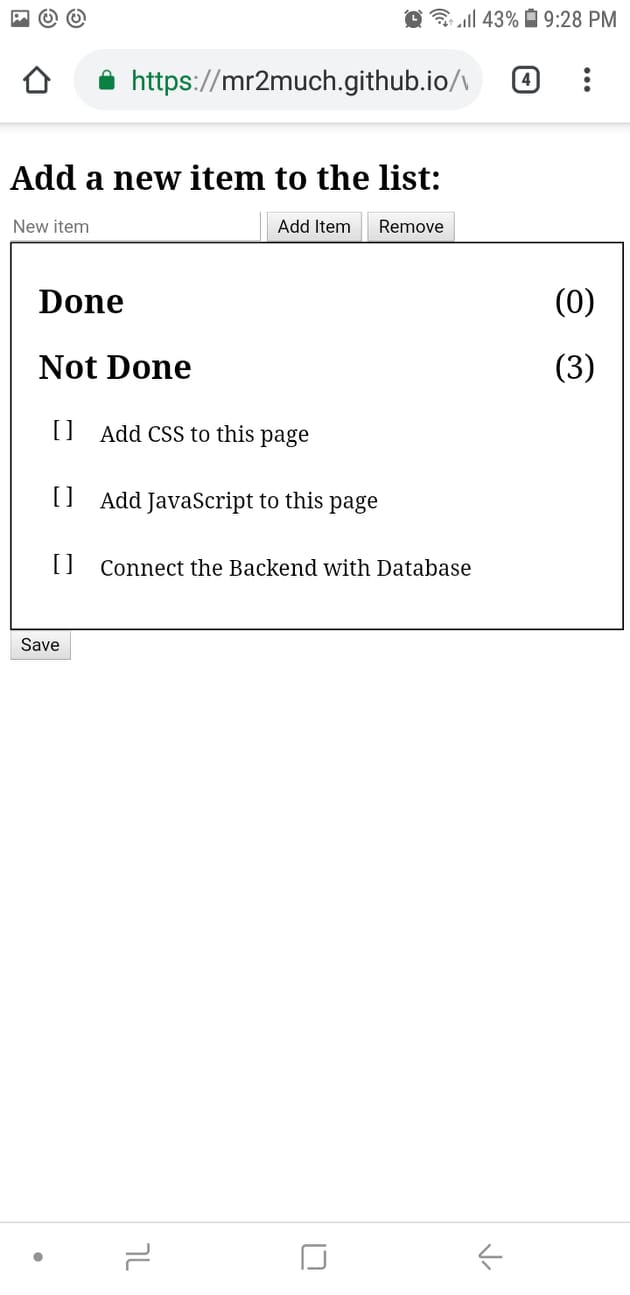 43% 9:28 PM
https://mr2much.github.io/ 4
Add a new item to the list:
New item Add Item Remove
Done (0)
Not Done (3)
[ ] Add CSS to this page
[ ] Add JavaScript to this page
[ ] Connect the Backend with Database
Save